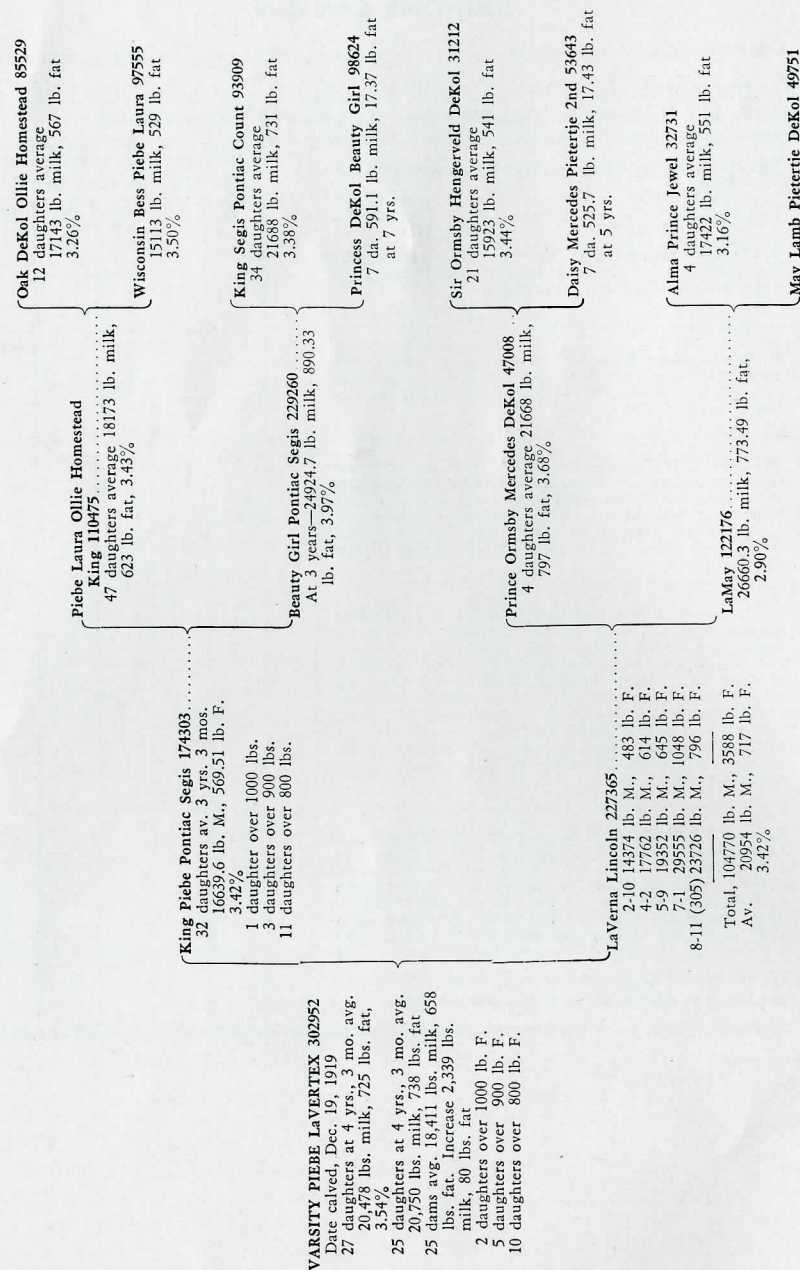 VARSITY PIEBE LaVERTEX 302952
Date calved, Dec. 19, 1919
27 daughters at 4 yrs., 3 mo. avg.
20,478 lbs. milk, 725 lbs. fat,
3.54%
25 daughters at 4 yrs., 3 mo. avg.
20,750 lbs. milk, 738 lbs. fat
25 dams avg. 18,411 lbs. milk, 658
lbs. fat. Increase 2,339 lbs.
milk, 80 lbs. fat
2 daughters over 1000 lb. F.
5 daughters over 900 lb. F.
10 daughters over 800 lb. F.
King Piebe Pontiac Segis 174303..........
32 daughters av. 3 yrs. 3 mos.
16639.6 lb. M., 569.51 lb. F.
3.42%
1 daughter over 1000 lbs.
3 daughters over 900 lbs.
11 daughters over 800 lbs.
LaVerna Lincoln 227365....................
2-10 14374 lb. M., 483 lb. F.
4-2 17762 lb. M., 614 lb. F.
5-9 19352 lb. M., 645 lb. F.
7-1 29555 lb. M., 1048 lb. F.
8-11 (305) 23726 lb. M., 796 lb. F.
Total, 104770 lb. M., 3588 lb. F.
Av. 20954 lb. M., 717 lb. F.
3.42%
Piebe Laura Ollie Homestead
King 110475....................
47 daughters average 18173 lb. milk,
623 lb. fat, 3.43%
Beauty Girl Pontiac Segis 229260 ......
At 3 years—24924.7 lb. milk, 890.33
lb. fat, 3.97%
Prince Ormsby Mercedes DeKol 47008..
4 daughters average 21668 lb. milk,
797 lb. fat, 3.68%
LaMay 122176....................
26660.3 lb. milk, 773.49 lb. fat,
2.90%
Oak DeKol Ollie Homestead 85529
12 daughters average
17143 lb. milk, 567 lb. fat
3.26%
Wisconsin Bess Piebe Laura 97555
15113 lb. milk, 529 lb. fat
3.50%
King Segis Pontiac Count 93909
34 daughters average
21688 lb. milk, 731 lb. fat
3.38%
Princess DeKol Beauty Girl 98624
7 da. 591.1 lb. milk, 17.37 lb. fat
at 7 yrs.
Sir Ormsby Hengerveld DeKol 31212
21 daughters average
15923 lb. milk, 541 lb. fat
3.44%
Daisy Mercedes Pietertje 2nd 53643
7 da. 525.7 lb. milk, 17.43 lb. fat
at 5 yrs.
Alma Prince Jewel 32731
4 daughters average
17422 lb. milk, 551 lb. fat
3.16%
May Lamb Pietertie DeKol 49751